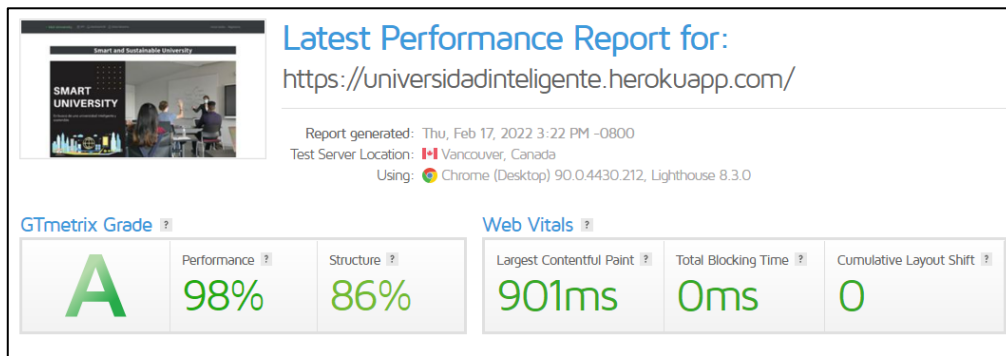 Smart and Sustainable University
SMART
UNIVERSITY
Latest Performance Report for:
https://universidadinteligente.herokuapp.com/
Report generated: Thu, Feb 17, 2022 3:22 PM -0800
Test Server Location: Vancouver, Canada
Using: Chrome (Desktop) 90.0.4430.212, Lighthouse 8.3.0
GTmetrix Grade ?
Web Vitals ?
A
Performance ?
98%
Structure ?
86%
Largest Contentful Paint ?
901ms
Total Blocking Time ?
0ms
Cumulative Layout Shift ?
0